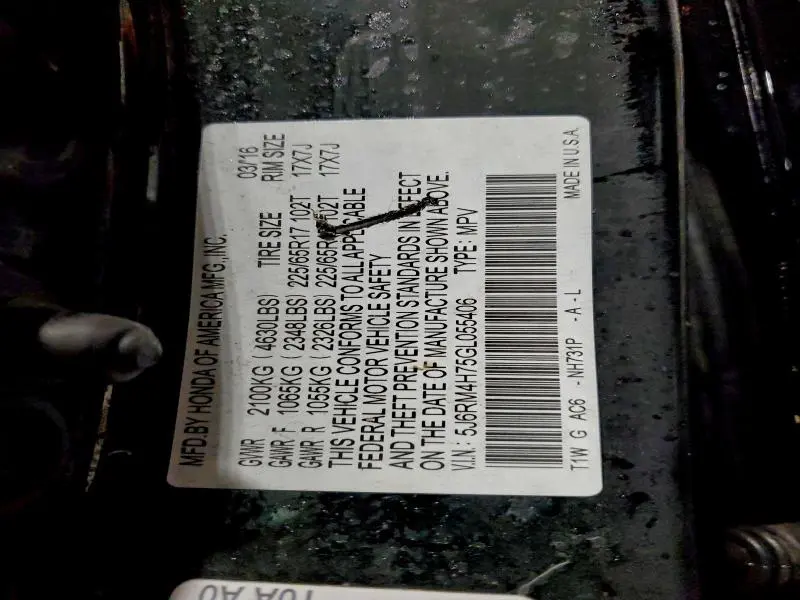 MFD.BY HONDA OF AMERICA MFG., INC. 03/16
GVWR 2100KG ( 4630LBS) TIRE SIZE RIM SIZE
GAWR F 1065KG ( 2348LBS) 225/65R17 102T 17X7J
GAWR R 1055KG ( 2326LBS) 225/65R 102T 17X7J
THIS VEHICLE CONFORMS TO ALL APPLICABLE
FEDERAL MOTOR VEHICLE SAFETY
AND THEFT PREVENTION STANDARDS IN EFFECT
ON THE DATE OF MANUFACTURE SHOWN ABOVE.
V.I.N.: 5J6RM4H75GL055406 TYPE: MPV
T1W G AC6 -NH731P -A -L MADE IN U.S.A.